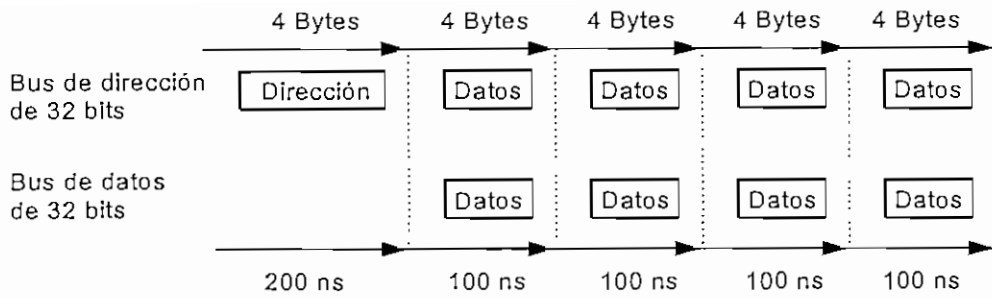 4 Bytes 4 Bytes 4 Bytes 4 Bytes 4 Bytes
Bus de dirección
de 32 bits
Dirección Datos Datos Datos Datos
Bus de datos
de 32 bits
Datos Datos Datos Datos
200 ns 100 ns 100 ns 100 ns 100 ns